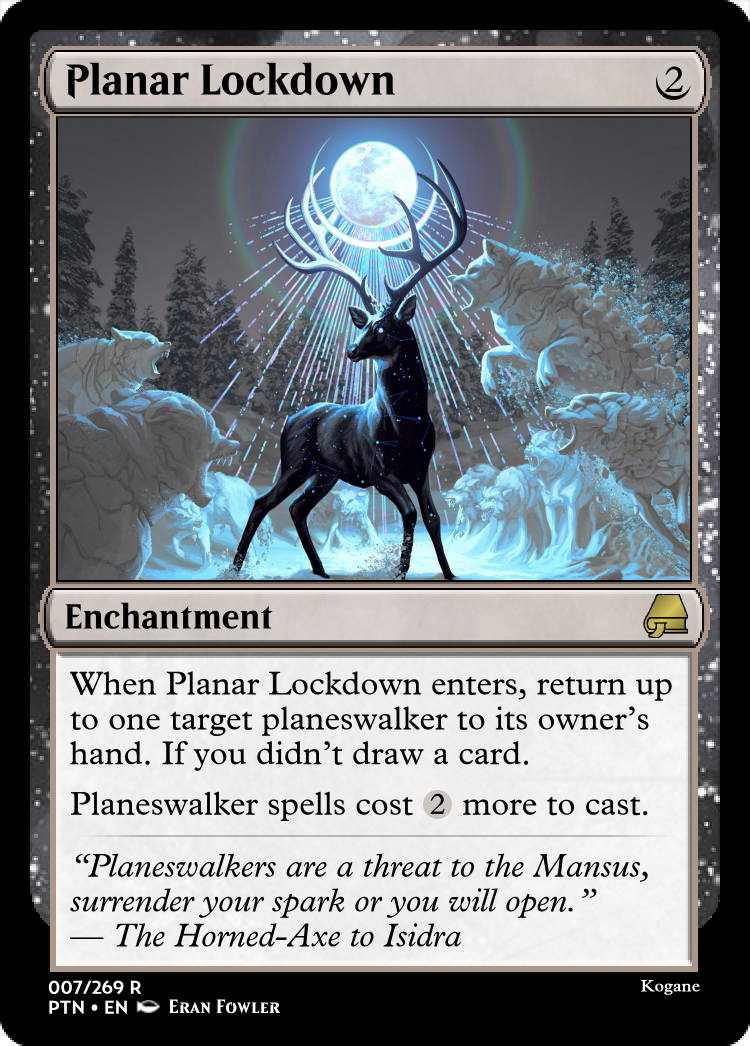 Planar Lockdown
2
Enchantment
When Planar Lockdown enters, return up
to one target planeswalker to its owner's
hand. If you didn't draw a card.
Planeswalker spells cost 2 more to cast.
“Planeswalkers are a threat to the Mansus,
surrender your spark or you will open.”
— The Horned-Axe to Isidra
007/269 R
Kogane
PTN • EN Eran Fowler